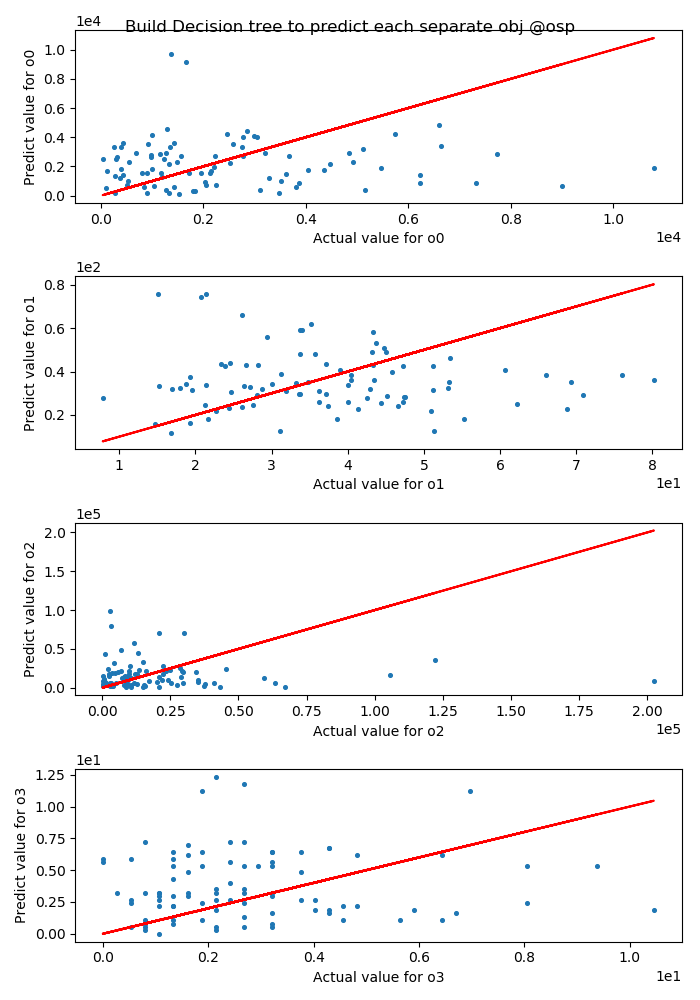 Build Decision tree to predict each separate obj @osp
1e4
1.0
0.8
0.6
0.4
0.2
0.0
Predict value for o0
0.0 0.2 0.4 0.6 0.8 1.0
1e4
Actual value for o0
1e2
0.8
0.6
0.4
0.2
Predict value for o1
1 2 3 4 5 6 7 8
1e1
Actual value for o1
1e5
2.0
1.5
1.0
0.5
0.0
Predict value for o2
0.00 0.25 0.50 0.75 1.00 1.25 1.50 1.75 2.00
1e5
Actual value for o2
1e1
1.25
1.00
0.75
0.50
0.25
0.00
Predict value for o3
0.0 0.2 0.4 0.6 0.8 1.0
1e1
Actual value for o3